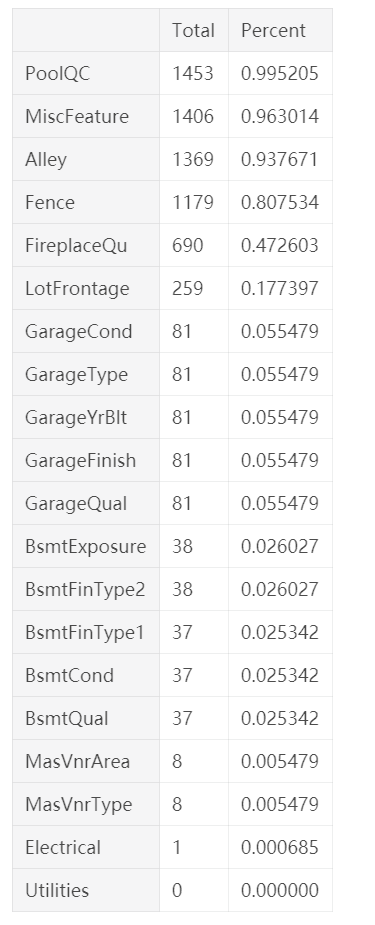 Total Percent
PoolQC 1453 0.995205
MiscFeature 1406 0.963014
Alley 1369 0.937671
Fence 1179 0.807534
FireplaceQu 690 0.472603
LotFrontage 259 0.177397
GarageCond 81 0.055479
GarageType 81 0.055479
GarageYrBlt 81 0.055479
GarageFinish 81 0.055479
GarageQual 81 0.055479
BsmtExposure 38 0.026027
BsmtFinType2 38 0.026027
BsmtFinType1 37 0.025342
BsmtCond 37 0.025342
BsmtQual 37 0.025342
MasVnrArea 8 0.005479
MasVnrType 8 0.005479
Electrical 1 0.000685
Utilities 0 0.000000